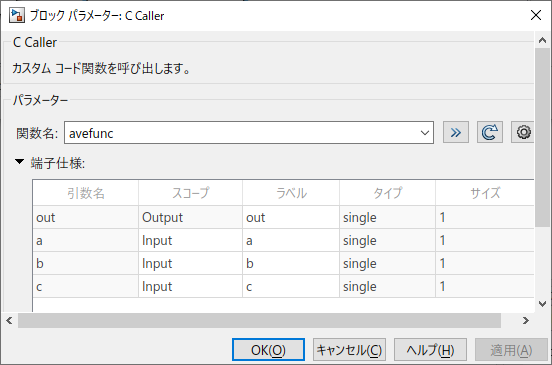 ブロック パラメーター: C Caller
C Caller
カスタム コード関数を呼び出します。
パラメーター
関数名: avefunc
端子仕様:
引数名 スコープ ラベル タイプ サイズ
out Output out single 1
a Input a single 1
b Input b single 1
c Input c single 1
OK(O) キャンセル(C) ヘルプ(H) 適用(A)